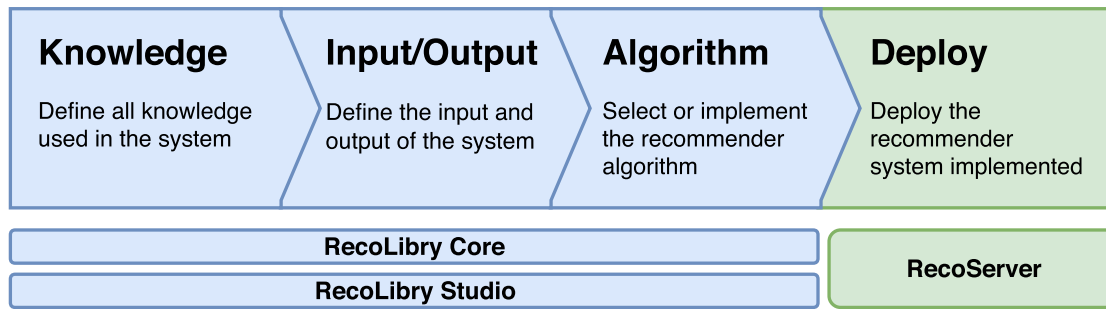 Knowledge
Define all knowledge
used in the system
Input/Output
Define the input and
output of the system
Algorithm
Select or implement
the recommender
algorithm
Deploy
Deploy the
recommender
system implemented
RecoLibry Core
RecoLibry Studio
RecoServer